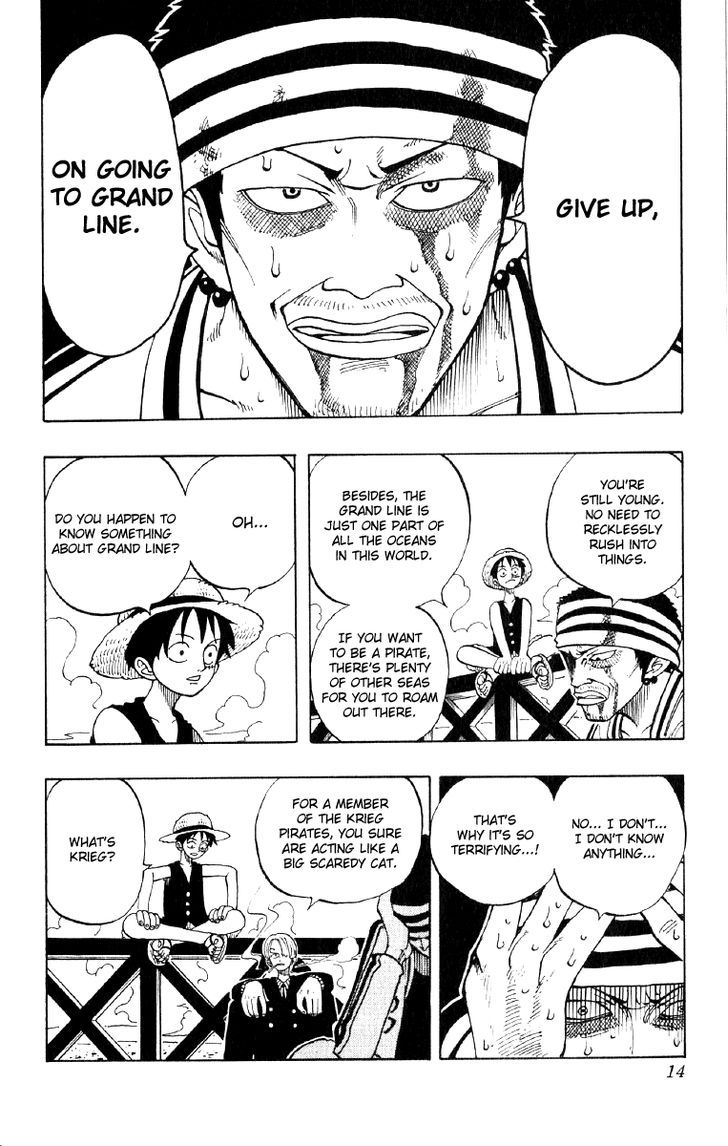 GIVE UP,
ON GOING
TO GRAND
LINE.
YOU'RE
STILL YOUNG.
NO NEED TO
RECKLESSLY
RUSH INTO
THINGS.
BESIDES, THE
GRAND LINE IS
JUST ONE PART OF
ALL THE OCEANS
IN THIS WORLD.
IF YOU WANT
TO BE A PIRATE,
THERE'S PLENTY
OF OTHER SEAS
FOR YOU TO ROAM
OUT THERE.
OH...
DO YOU HAPPEN TO
KNOW SOMETHING
ABOUT GRAND LINE?
NO... I DON'T...
I DON'T KNOW
ANYTHING...
THAT'S
WHY IT'S SO
TERRIFYING...!
FOR A MEMBER
OF THE KRIEG
PIRATES, YOU SURE
ARE ACTING LIKE A
BIG SCAREDY CAT.
WHAT'S
KRIEG?
14